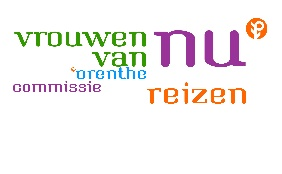 vrouwen nu
van
Drenthe
commissie reizen